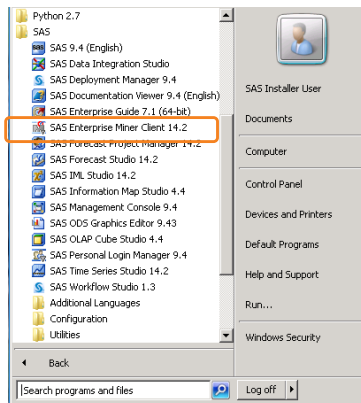 Python 2.7
SAS
SAS 9.4 (English)
SAS Data Integration Studio
SAS Deployment Manager 9.4
SAS Documentation Viewer 9.4 (English)
SAS Enterprise Guide 7.1 (64-bit)
SAS Enterprise Miner Client 14.2
SAS Forecast Project Manager 14.2
SAS Forecast Studio 14.2
SAS IML Studio 14.2
SAS Information Map Studio 4.4
SAS Management Console 9.4
SAS ODS Graphics Editor 9.43
SAS OLAP Cube Studio 4.4
SAS Personal Login Manager 9.4
SAS Time Series Studio 14.2
SAS Workflow Studio 1.3
Additional Languages
Configuration
Utilities
Back
Search programs and files
SAS Installer User
Documents
Computer
Control Panel
Devices and Printers
Default Programs
Help and Support
Run...
Windows Security
Log off